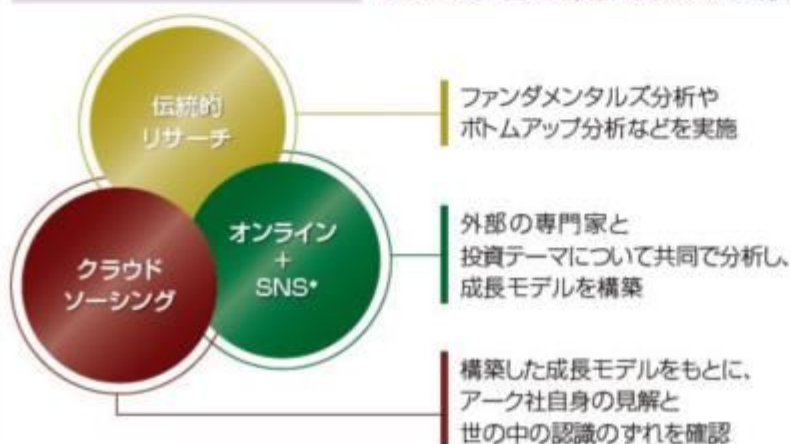 伝統的
リサーチ
ファンダメンタルズ分析や
ボトムアップ分析などを実施
オンライン
+
SNS*
外部の専門家と
投資テーマについて共同で分析し、
成長モデルを構築
クラウド
ソーシング
構築した成長モデルをもとに、
アーク社自身の見解と
世の中の認識のずれを確認